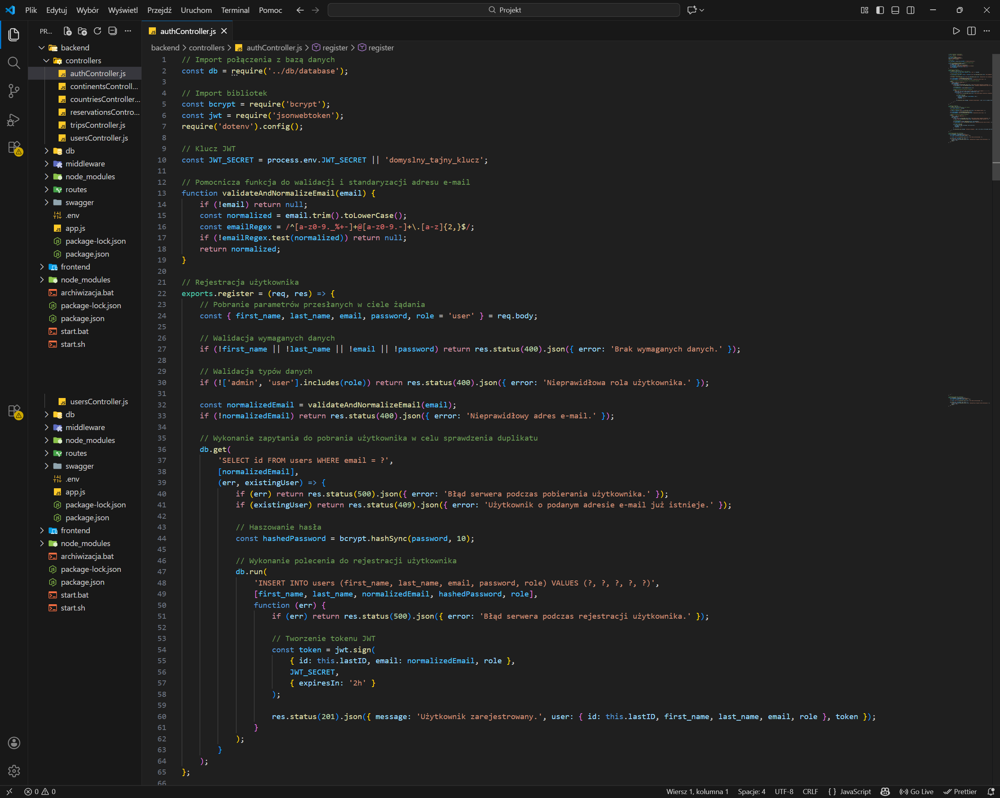 Plik Edytuj Wybór Wyświetl Przejdź Uruchom Terminal Pomoc Projekt
PR...
backend
controllers
authController.js
continentsControll...
countriesController...
reservationsContro...
tripsController.js
usersController.js
db
middleware
node_modules
routes
swagger
.env
app.js
package-lock.json
package.json
frontend
node_modules
archiwizacja.bat
package-lock.json
package.json
start.bat
start.sh
usersController.js
db
middleware
node_modules
routes
swagger
.env
app.js
package-lock.json
package.json
frontend
node_modules
archiwizacja.bat
package-lock.json
package.json
start.bat
start.sh
authController.js
backend > controllers > authController.js > register > register
1 // Import połączenia z bazą danych
2 const db = require('../db/database');
3
4 // Import bibliotek
5 const bcrypt = require('bcrypt');
6 const jwt = require('jsonwebtoken');
7 require('dotenv').config();
8
9 // Klucz JWT
10 const JWT_SECRET = process.env.JWT_SECRET || 'domyslny_tajny_klucz';
11
12 // Pomocnicza funkcja do walidacji i standaryzacji adresu e-mail
13 function validateAndNormalizeEmail(email) {
14 if (!email) return null;
15 const normalized = email.trim().toLowerCase();
16 const emailRegex = /^[a-z0-9._%+-]+@[a-z0-9.-]+\.[a-z]{2,}$/;
17 if (!emailRegex.test(normalized)) return null;
18 return normalized;
19 }
20
21 // Rejestracja użytkownika
22 exports.register = (req, res) => {
23 // Pobranie parametrów przesłanych w ciele żądania
24 const { first_name, last_name, email, password, role = 'user' } = req.body;
25
26 // Walidacja wymaganych danych
27 if (!first_name || !last_name || !email || !password) return res.status(400).json({ error: 'Brak wymaganych danych.' });
28
29 // Walidacja typów danych
30 if (!['admin', 'user'].includes(role)) return res.status(400).json({ error: 'Nieprawidłowa rola użytkownika.' });
31
32 const normalizedEmail = validateAndNormalizeEmail(email);
33 if (!normalizedEmail) return res.status(400).json({ error: 'Nieprawidłowy adres e-mail.' });
34
35 // Wykonanie zapytania do pobrania użytkownika w celu sprawdzenia duplikatu
36 db.get(
37 'SELECT id FROM users WHERE email = ?',
38 [normalizedEmail],
39 (err, existingUser) => {
40 if (err) return res.status(500).json({ error: 'Błąd serwera podczas pobierania użytkownika.' });
41 if (existingUser) return res.status(409).json({ error: 'Użytkownik o podanym adresie e-mail już istnieje.' });
42
43 // Haszowanie hasła
44 const hashedPassword = bcrypt.hashSync(password, 10);
45
46 // Wykonanie polecenia do rejestracji użytkownika
47 db.run(
48 'INSERT INTO users (first_name, last_name, email, password, role) VALUES (?, ?, ?, ?, ?)',
49 [first_name, last_name, normalizedEmail, hashedPassword, role],
50 function (err) {
51 if (err) return res.status(500).json({ error: 'Błąd serwera podczas rejestracji użytkownika.' });
52
53 // Tworzenie tokenu JWT
54 const token = jwt.sign(
55 { id: this.lastID, email: normalizedEmail, role },
56 JWT_SECRET,
57 { expiresIn: '2h' }
58 );
59
60 res.status(201).json({ message: 'Użytkownik zarejestrowany.', user: { id: this.lastID, first_name, last_name, email, role }, token });
61 }
62 );
63 }
64 );
65 };
66
0 0 Wiersz 1, kolumna 1 Spacje: 4 UTF-8 CRLF {} JavaScript Go Live Prettier